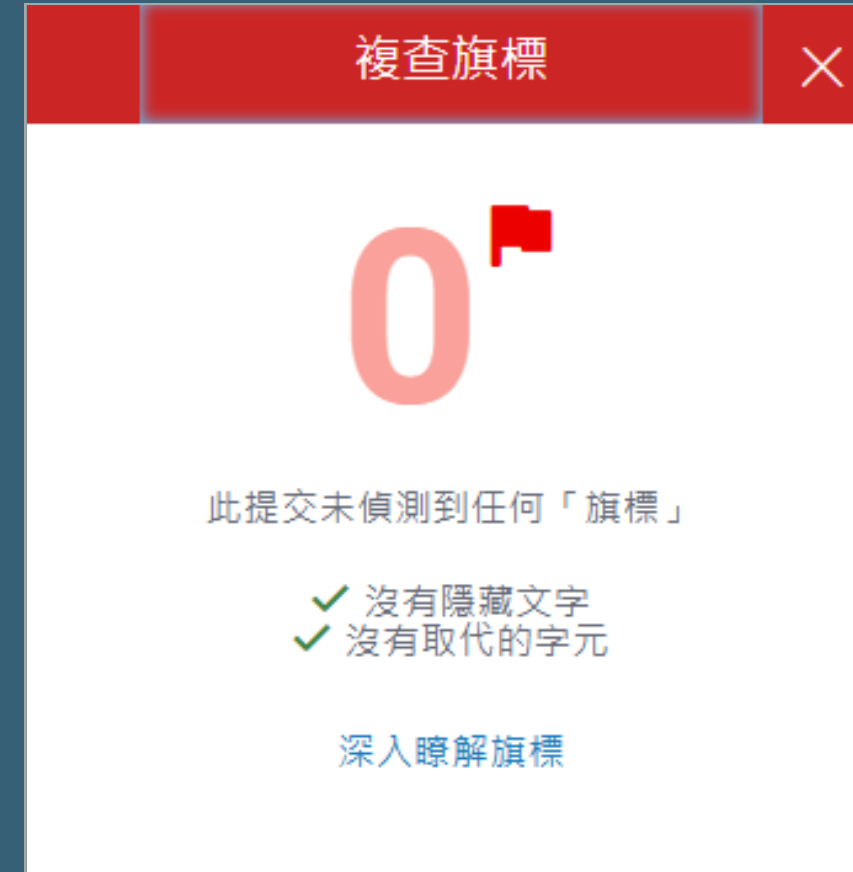 複查旗標
0
此提交未偵測到任何「旗標」
沒有隱藏文字
沒有取代的字元
深入瞭解旗標